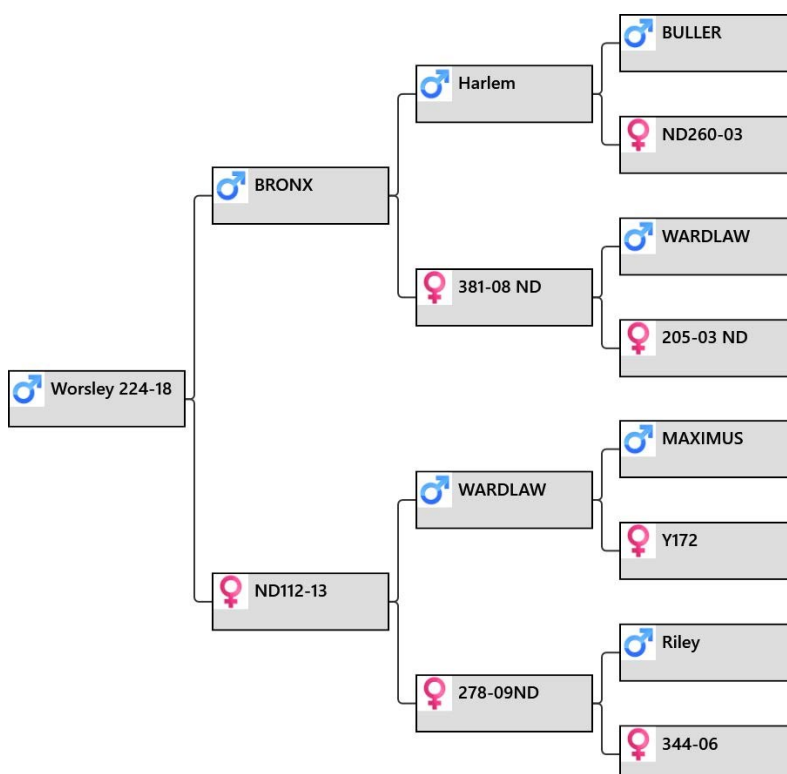 BULLER
Harlem
ND260-03
BRONX
WARDLAW
381-08 ND
205-03 ND
Worsley 224-18
MAXIMUS
WARDLAW
Y172
ND112-13
Riley
278-09ND
344-06